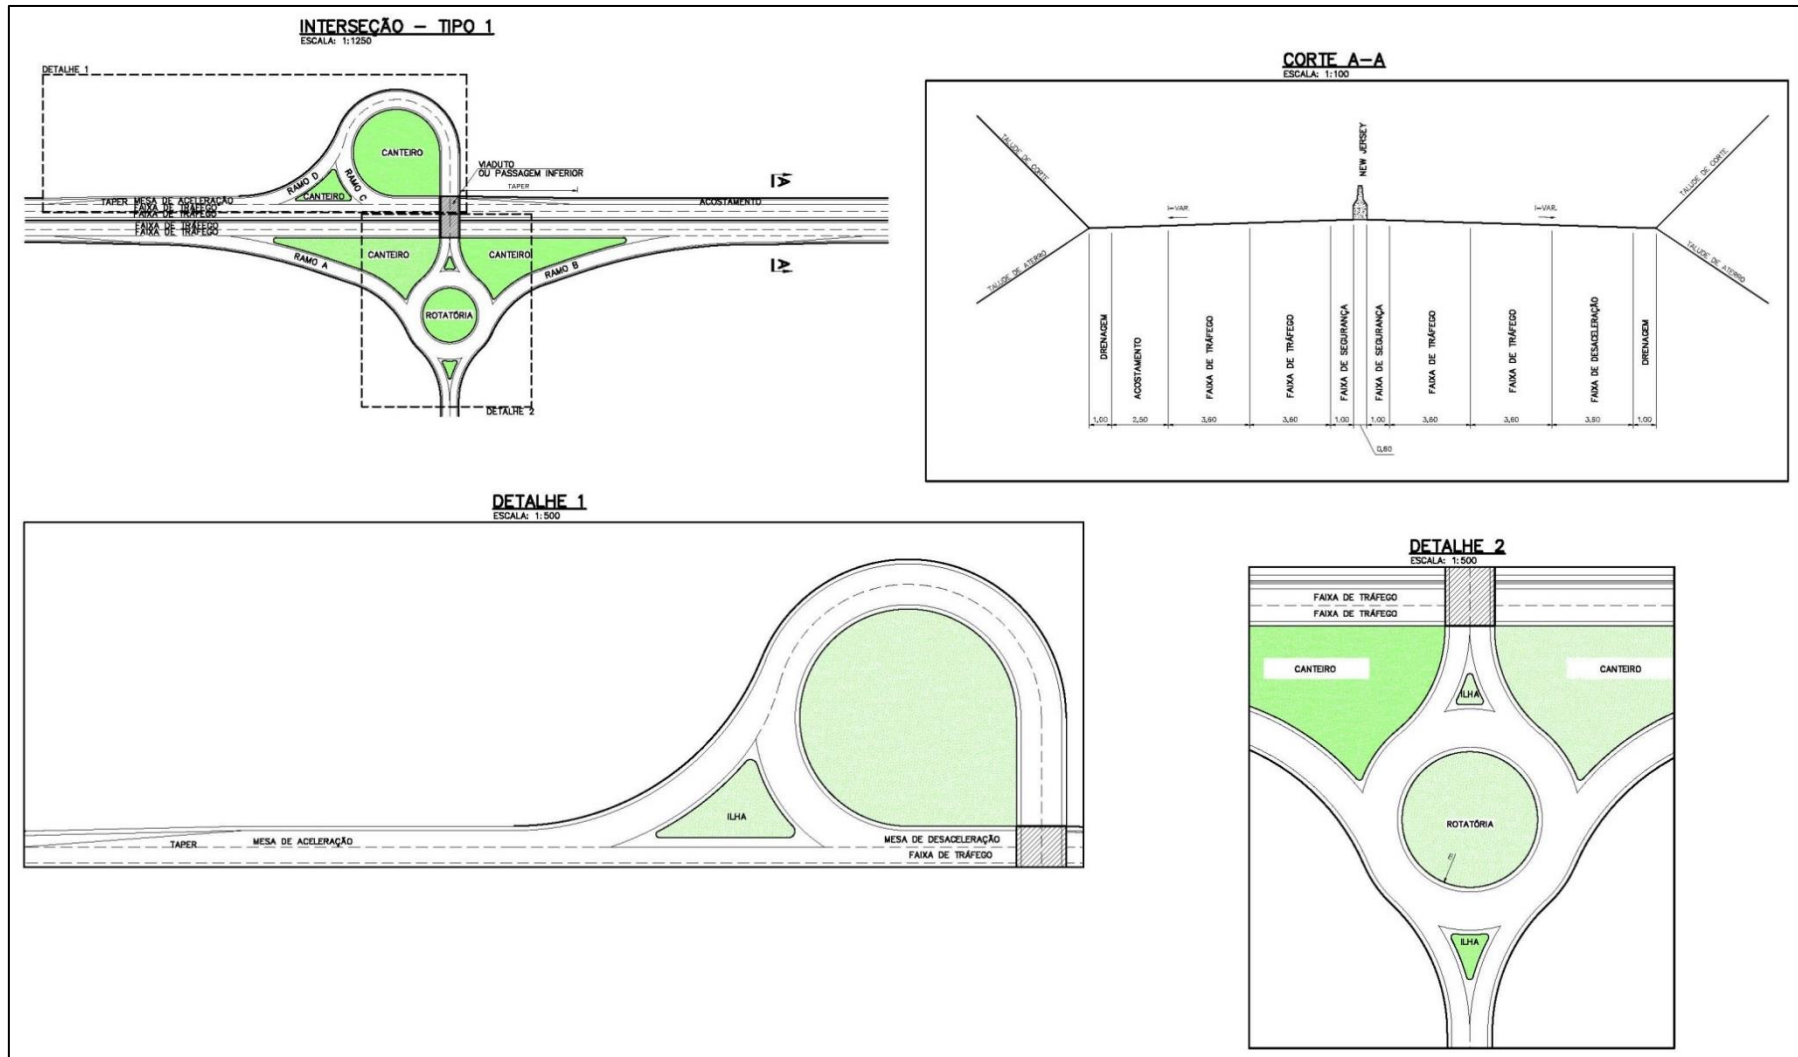 INTERSEÇÃO - TIPO 1
ESCALA: 1:1250
DETALHE 1
CANTEIRO
VIADUTO
OU PASSAGEM INFERIOR
TAPER
RAMO D
RAMO C
CANTEIRO
TAPER
MESA DE ACELERAÇÃO
FAIXA DE TRÁFEGO
FAIXA DE TRÁFEGO
FAIXA DE TRÁFEGO
FAIXA DE TRÁFEGO
ACOSTAMENTO
A
RAMO A
CANTEIRO
CANTEIRO
RAMO B
A
ROTATÓRIA
DETALHE 2
CORTE A-A
ESCALA: 1:100
TALUDE DE CORTE
NEW JERSEY
TALUDE DE CORTE
I=VAR.
I=VAR.
TALUDE DE ATERRO
TALUDE DE ATERRO
DRENAGEM
ACOSTAMENTO
FAIXA DE TRÁFEGO
FAIXA DE TRÁFEGO
FAIXA DE SEGURANÇA
FAIXA DE SEGURANÇA
FAIXA DE TRÁFEGO
FAIXA DE TRÁFEGO
FAIXA DE DESACELERAÇÃO
DRENAGEM
1,00
2,50
3,60
3,60
1,00
1,00
3,60
3,60
3,60
1,00
0,60
DETALHE 1
ESCALA: 1:500
ILHA
TAPER
MESA DE ACELERAÇÃO
MESA DE DESACELERAÇÃO
FAIXA DE TRÁFEGO
DETALHE 2
ESCALA: 1:500
FAIXA DE TRÁFEGO
FAIXA DE TRÁFEGO
CANTEIRO
CANTEIRO
ILHA
ROTATÓRIA
ILHA